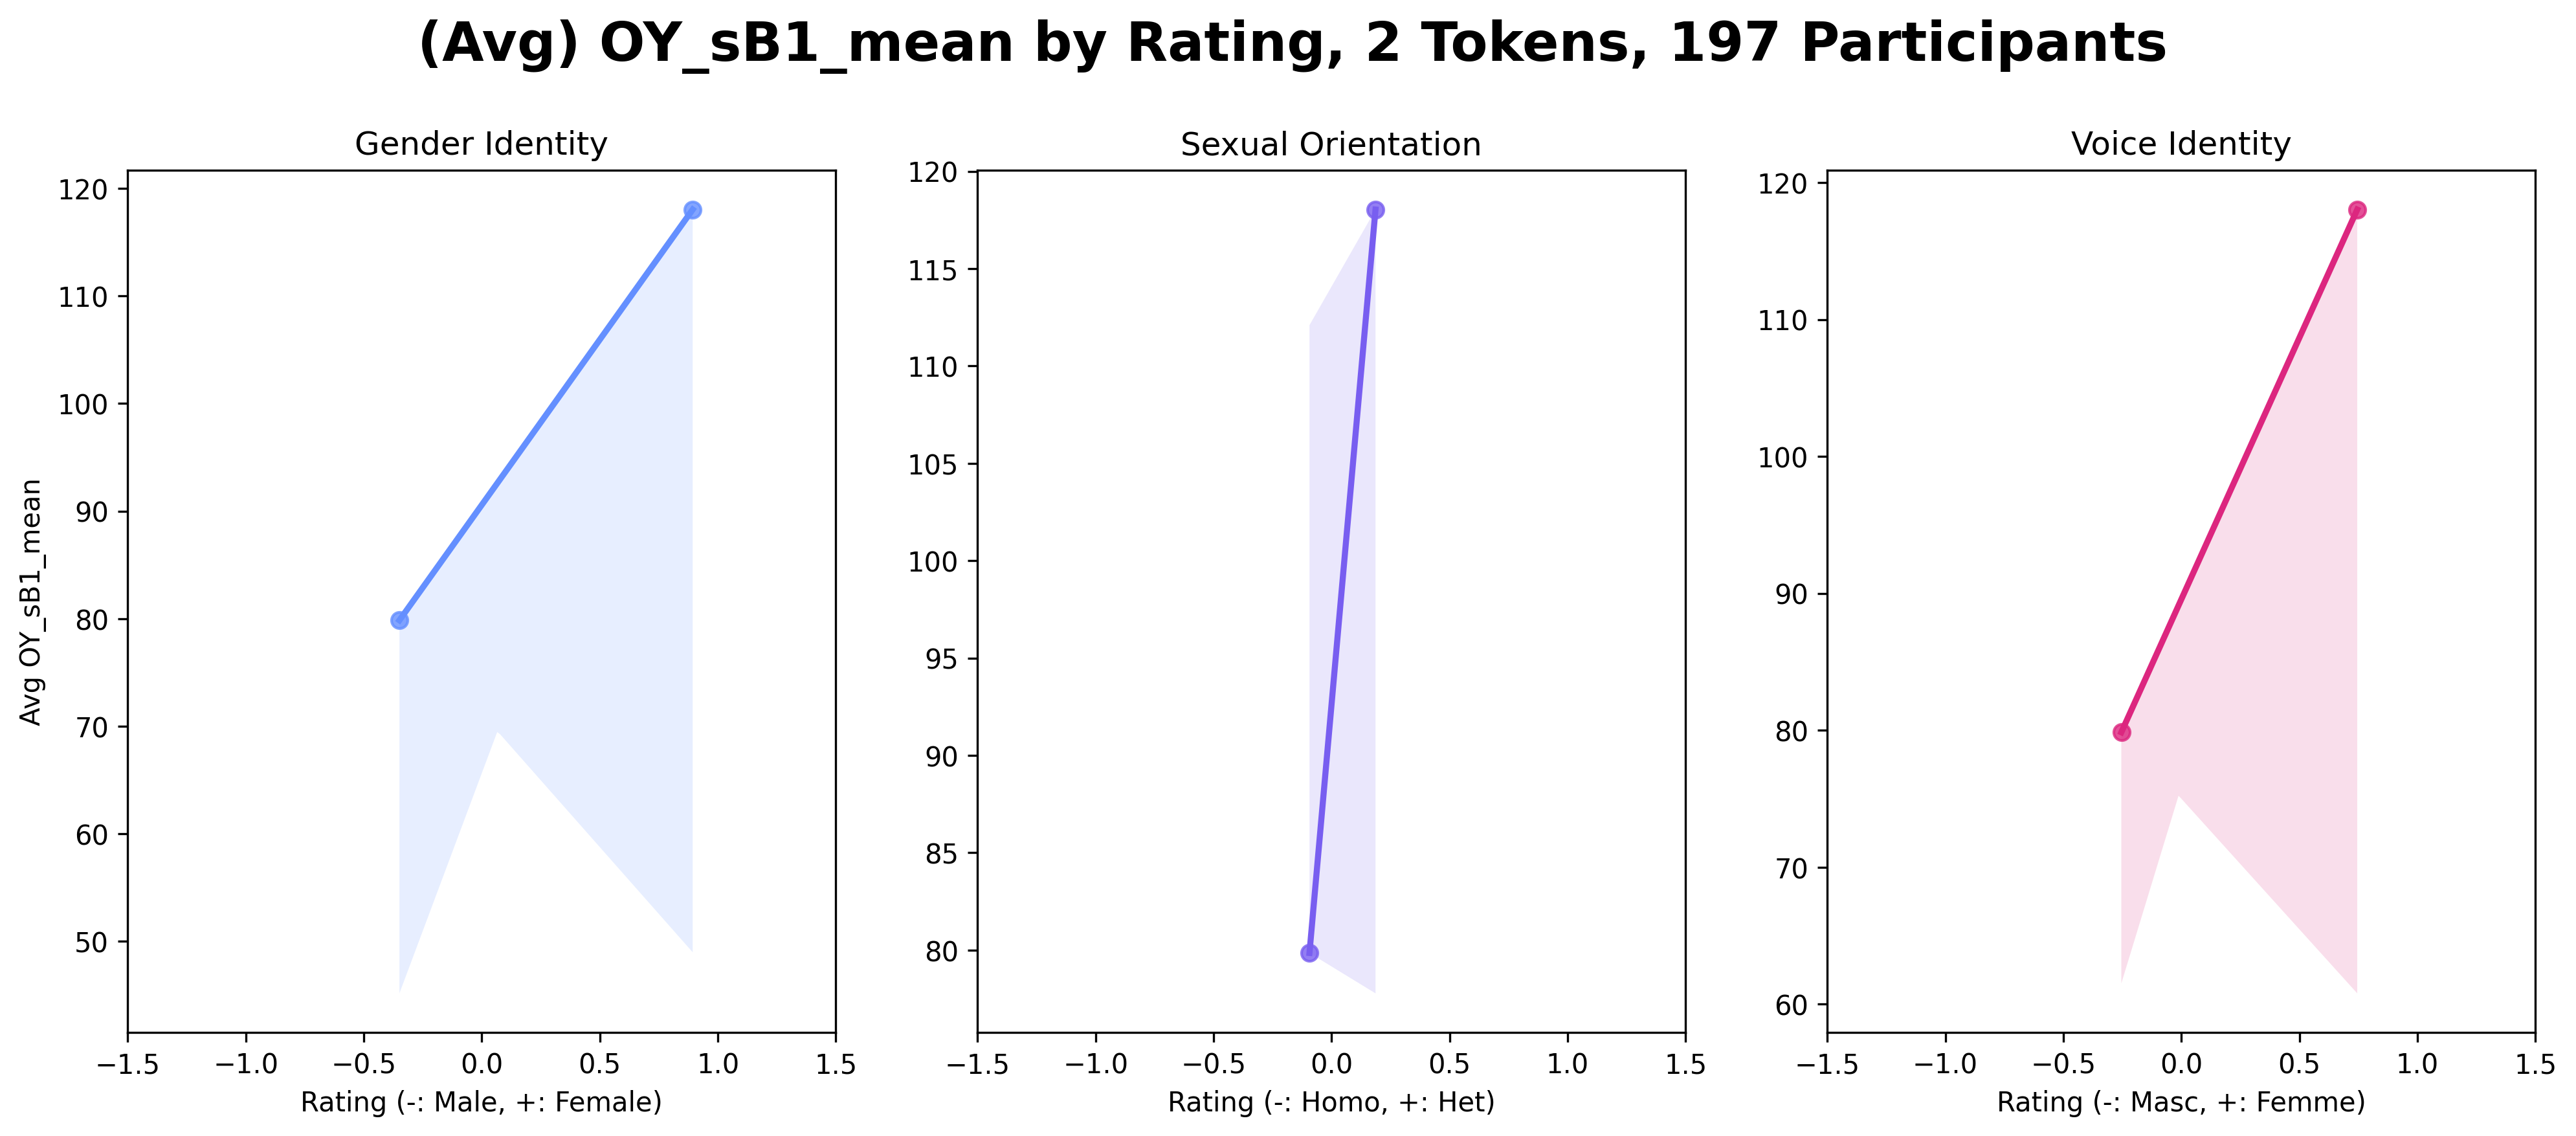 (Avg) OY_sB1_mean by Rating, 2 Tokens, 197 Participants
Gender Identity
120
110
100
90
80
70
60
50
Avg OY_sB1_mean
−1.5 −1.0 −0.5 0.0 0.5 1.0 1.5
Rating (-: Male, +: Female)
Sexual Orientation
120
115
110
105
100
95
90
85
80
−1.5 −1.0 −0.5 0.0 0.5 1.0 1.5
Rating (-: Homo, +: Het)
Voice Identity
120
110
100
90
80
70
60
−1.5 −1.0 −0.5 0.0 0.5 1.0 1.5
Rating (-: Masc, +: Femme)